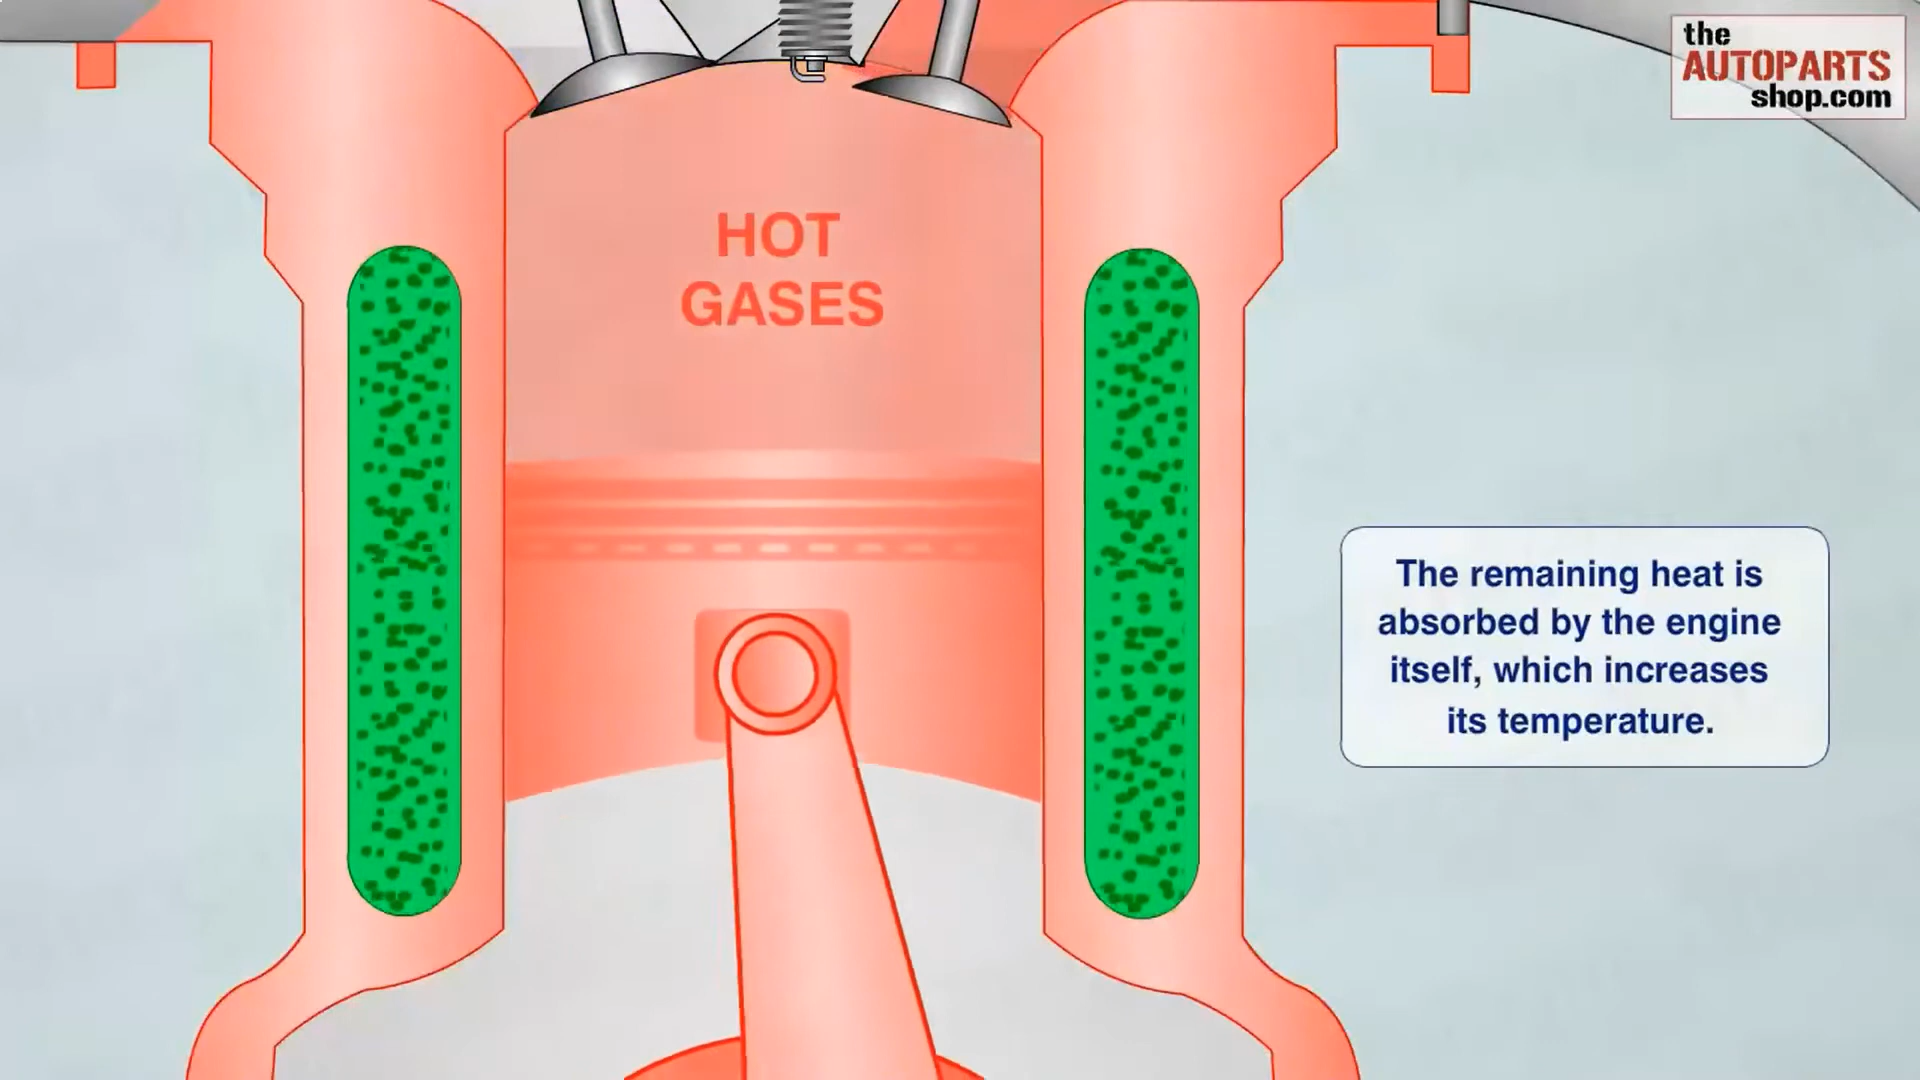 the
AUTOPARTS
shop.com
HOT
GASES
The remaining heat is
absorbed by the engine
itself, which increases
its temperature.